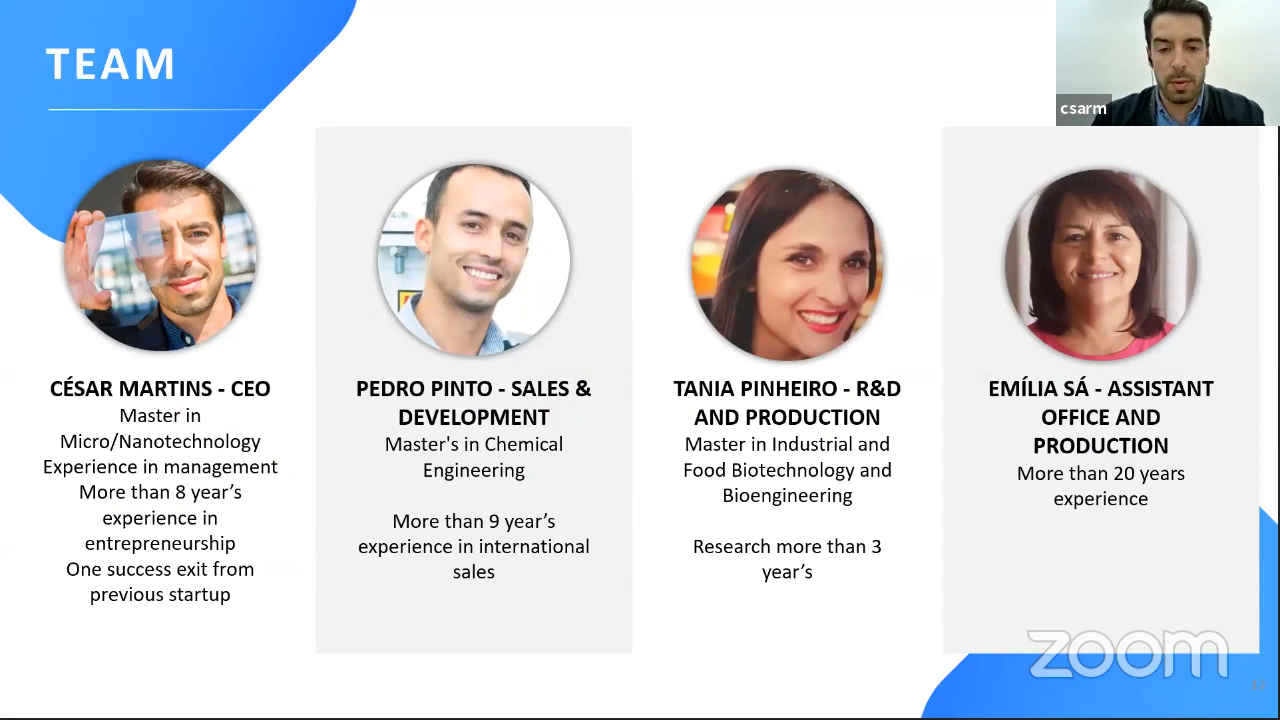 TEAM
csarm
CÉSAR MARTINS - CEO
Master in
Micro/Nanotechnology
Experience in management
More than 8 year’s
experience in
entrepreneurship
One success exit from
previous startup
PEDRO PINTO - SALES &
DEVELOPMENT
Master's in Chemical
Engineering
More than 9 year’s
experience in international
sales
TANIA PINHEIRO - R&D
AND PRODUCTION
Master in Industrial and
Food Biotechnology and
Bioengineering
Research more than 3
year’s
EMÍLIA SÁ - ASSISTANT
OFFICE AND
PRODUCTION
More than 20 years
experience
zoom
12